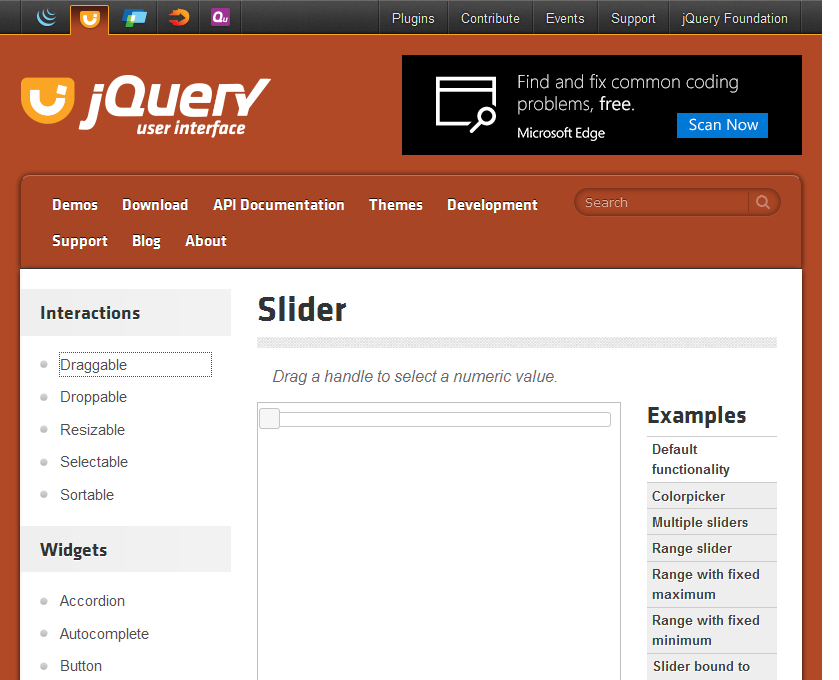 Qu
Plugins
Contribute
Events
Support
jQuery Foundation
jQuery
user interface
Find and fix common coding
problems, free.
Microsoft Edge
Scan Now
Demos
Download
API Documentation
Themes
Development
Search
Support
Blog
About
Interactions
Draggable
Droppable
Resizable
Selectable
Sortable
Widgets
Accordion
Autocomplete
Button
Slider
Drag a handle to select a numeric value.
Examples
Default
functionality
Colorpicker
Multiple sliders
Range slider
Range with fixed
maximum
Range with fixed
minimum
Slider bound to